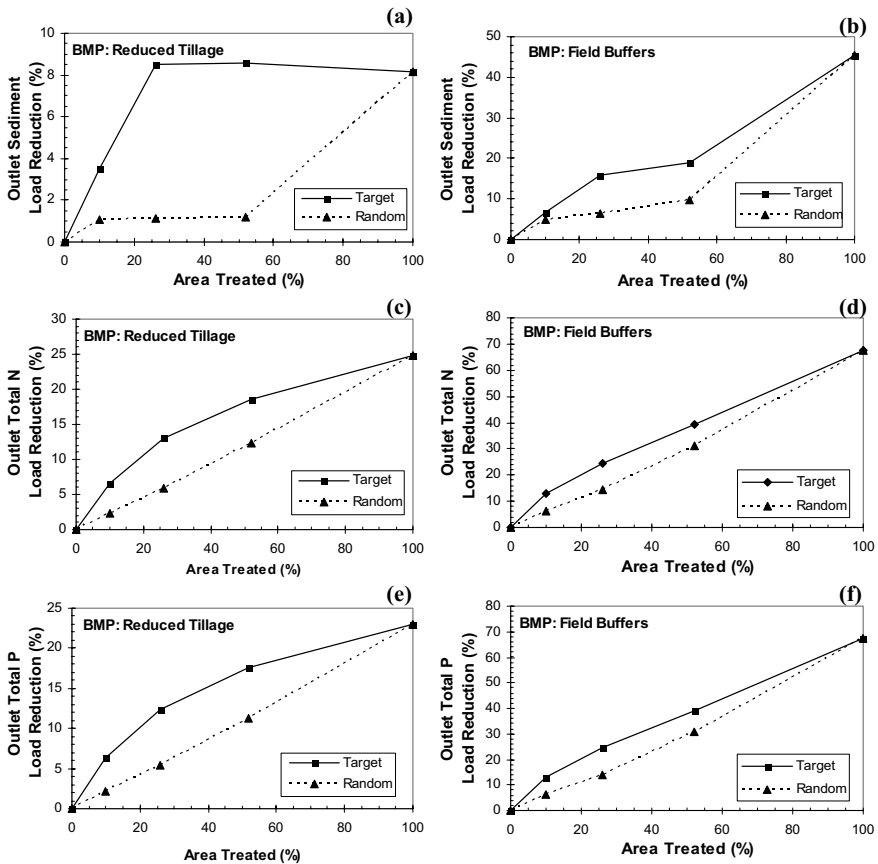 (a)
BMP: Reduced Tillage
Outlet Sediment
Load Reduction (%)
10
8
6
4
2
0
Target
Random
0 20 40 60 80 100
Area Treated (%)
(b)
BMP: Field Buffers
Outlet Sediment
Load Reduction (%)
50
40
30
20
10
0
Target
Random
0 20 40 60 80 100
Area Treated (%)
(c)
BMP: Reduced Tillage
Outlet Total N
Load Reduction (%)
30
25
20
15
10
5
0
Target
Random
0 20 40 60 80 100
Area Treated (%)
(d)
BMP: Field Buffers
Outlet Total N
Load Reduction (%)
80
70
60
50
40
30
20
10
0
Target
Random
0 20 40 60 80 100
Area Treated (%)
(e)
BMP: Reduced Tillage
Outlet Total P
Load Reduction (%)
25
20
15
10
5
0
Target
Random
0 20 40 60 80 100
Area Treated (%)
(f)
BMP: Field Buffers
Outlet Total P
Load Reduction (%)
80
70
60
50
40
30
20
10
0
Target
Random
0 20 40 60 80 100
Area Treated (%)